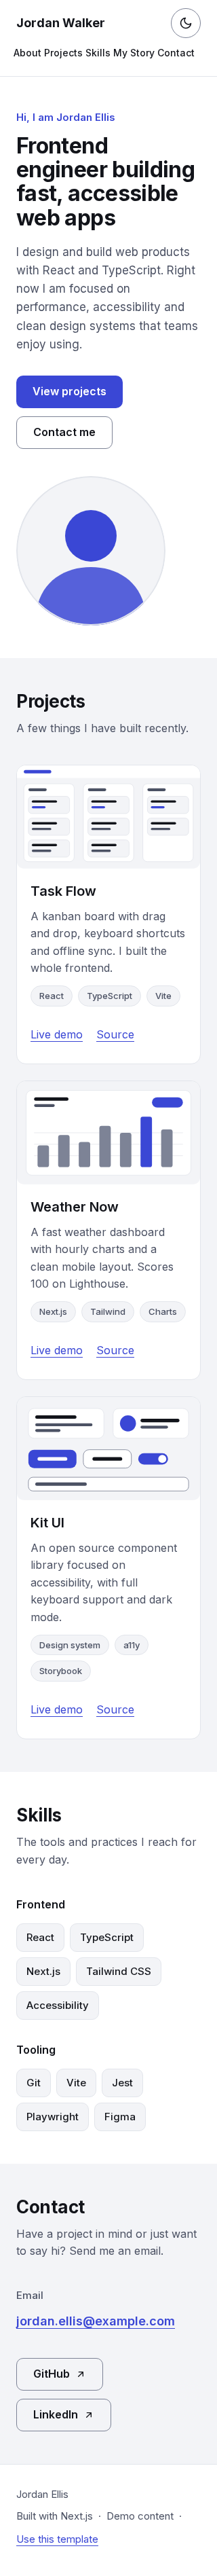 Jordan Walker
About Projects Skills My Story Contact
Hi, I am Jordan Ellis
Frontend
engineer building
fast, accessible
web apps
I design and build web products
with React and TypeScript. Right
now I am focused on
performance, accessibility and
clean design systems that teams
enjoy using.
View projects
Contact me
Projects
A few things I have built recently.
Task Flow
A kanban board with drag
and drop, keyboard shortcuts
and offline sync. I built the
whole frontend.
React TypeScript Vite
Live demo Source
Weather Now
A fast weather dashboard
with hourly charts and a
clean mobile layout. Scores
100 on Lighthouse.
Next.js Tailwind Charts
Live demo Source
Kit UI
An open source component
library focused on
accessibility, with full
keyboard support and dark
mode.
Design system a11y
Storybook
Live demo Source
Skills
The tools and practices I reach for
every day.
Frontend
React TypeScript
Next.js Tailwind CSS
Accessibility
Tooling
Git Vite Jest
Playwright Figma
Contact
Have a project in mind or just want
to say hi? Send me an email.
Email
jordan.ellis@example.com
GitHub ↗
LinkedIn ↗
Jordan Ellis
Built with Next.js · Demo content ·
Use this template